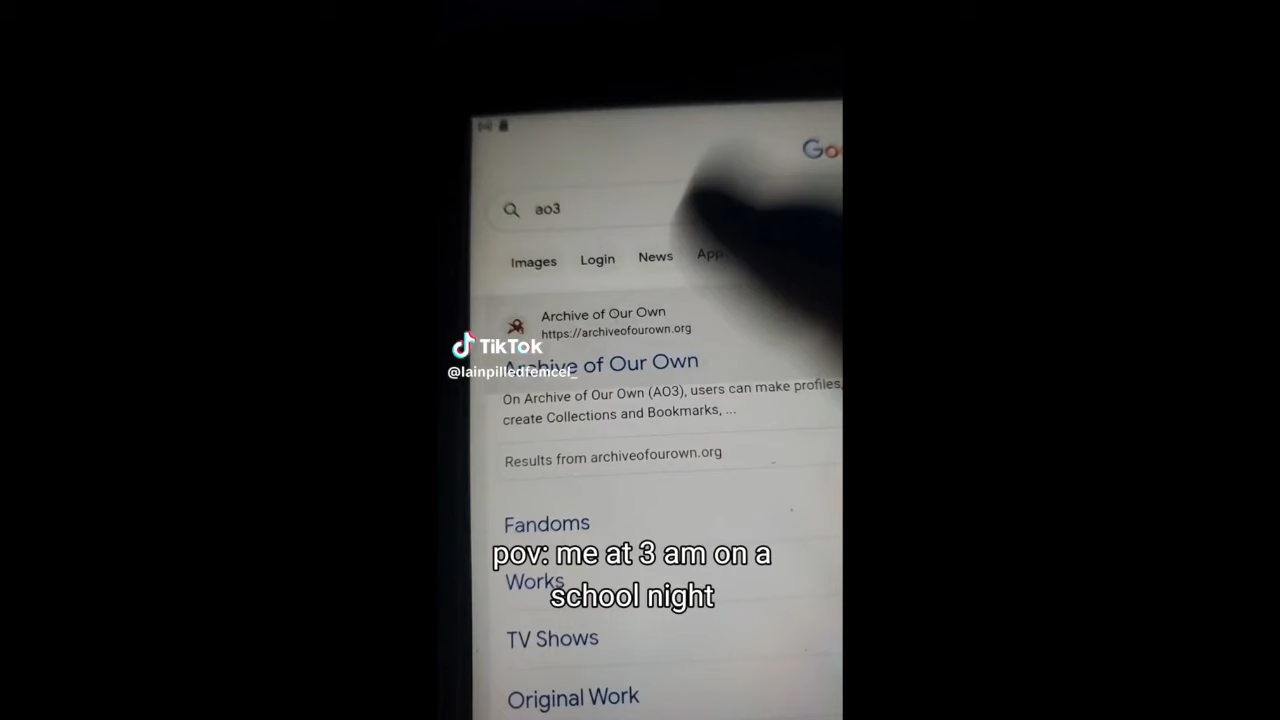 Go
ao3
Images Login News App
Archive of Our Own
https://archiveofourown.org
TikTok
Archive of Our Own
@lainpilledfemcel_
On Archive of Our Own (AO3), users can make profiles,
create Collections and Bookmarks, ...
Results from archiveofourown.org
Fandoms
pov: me at 3 am on a
Works
school night
TV Shows
Original Work